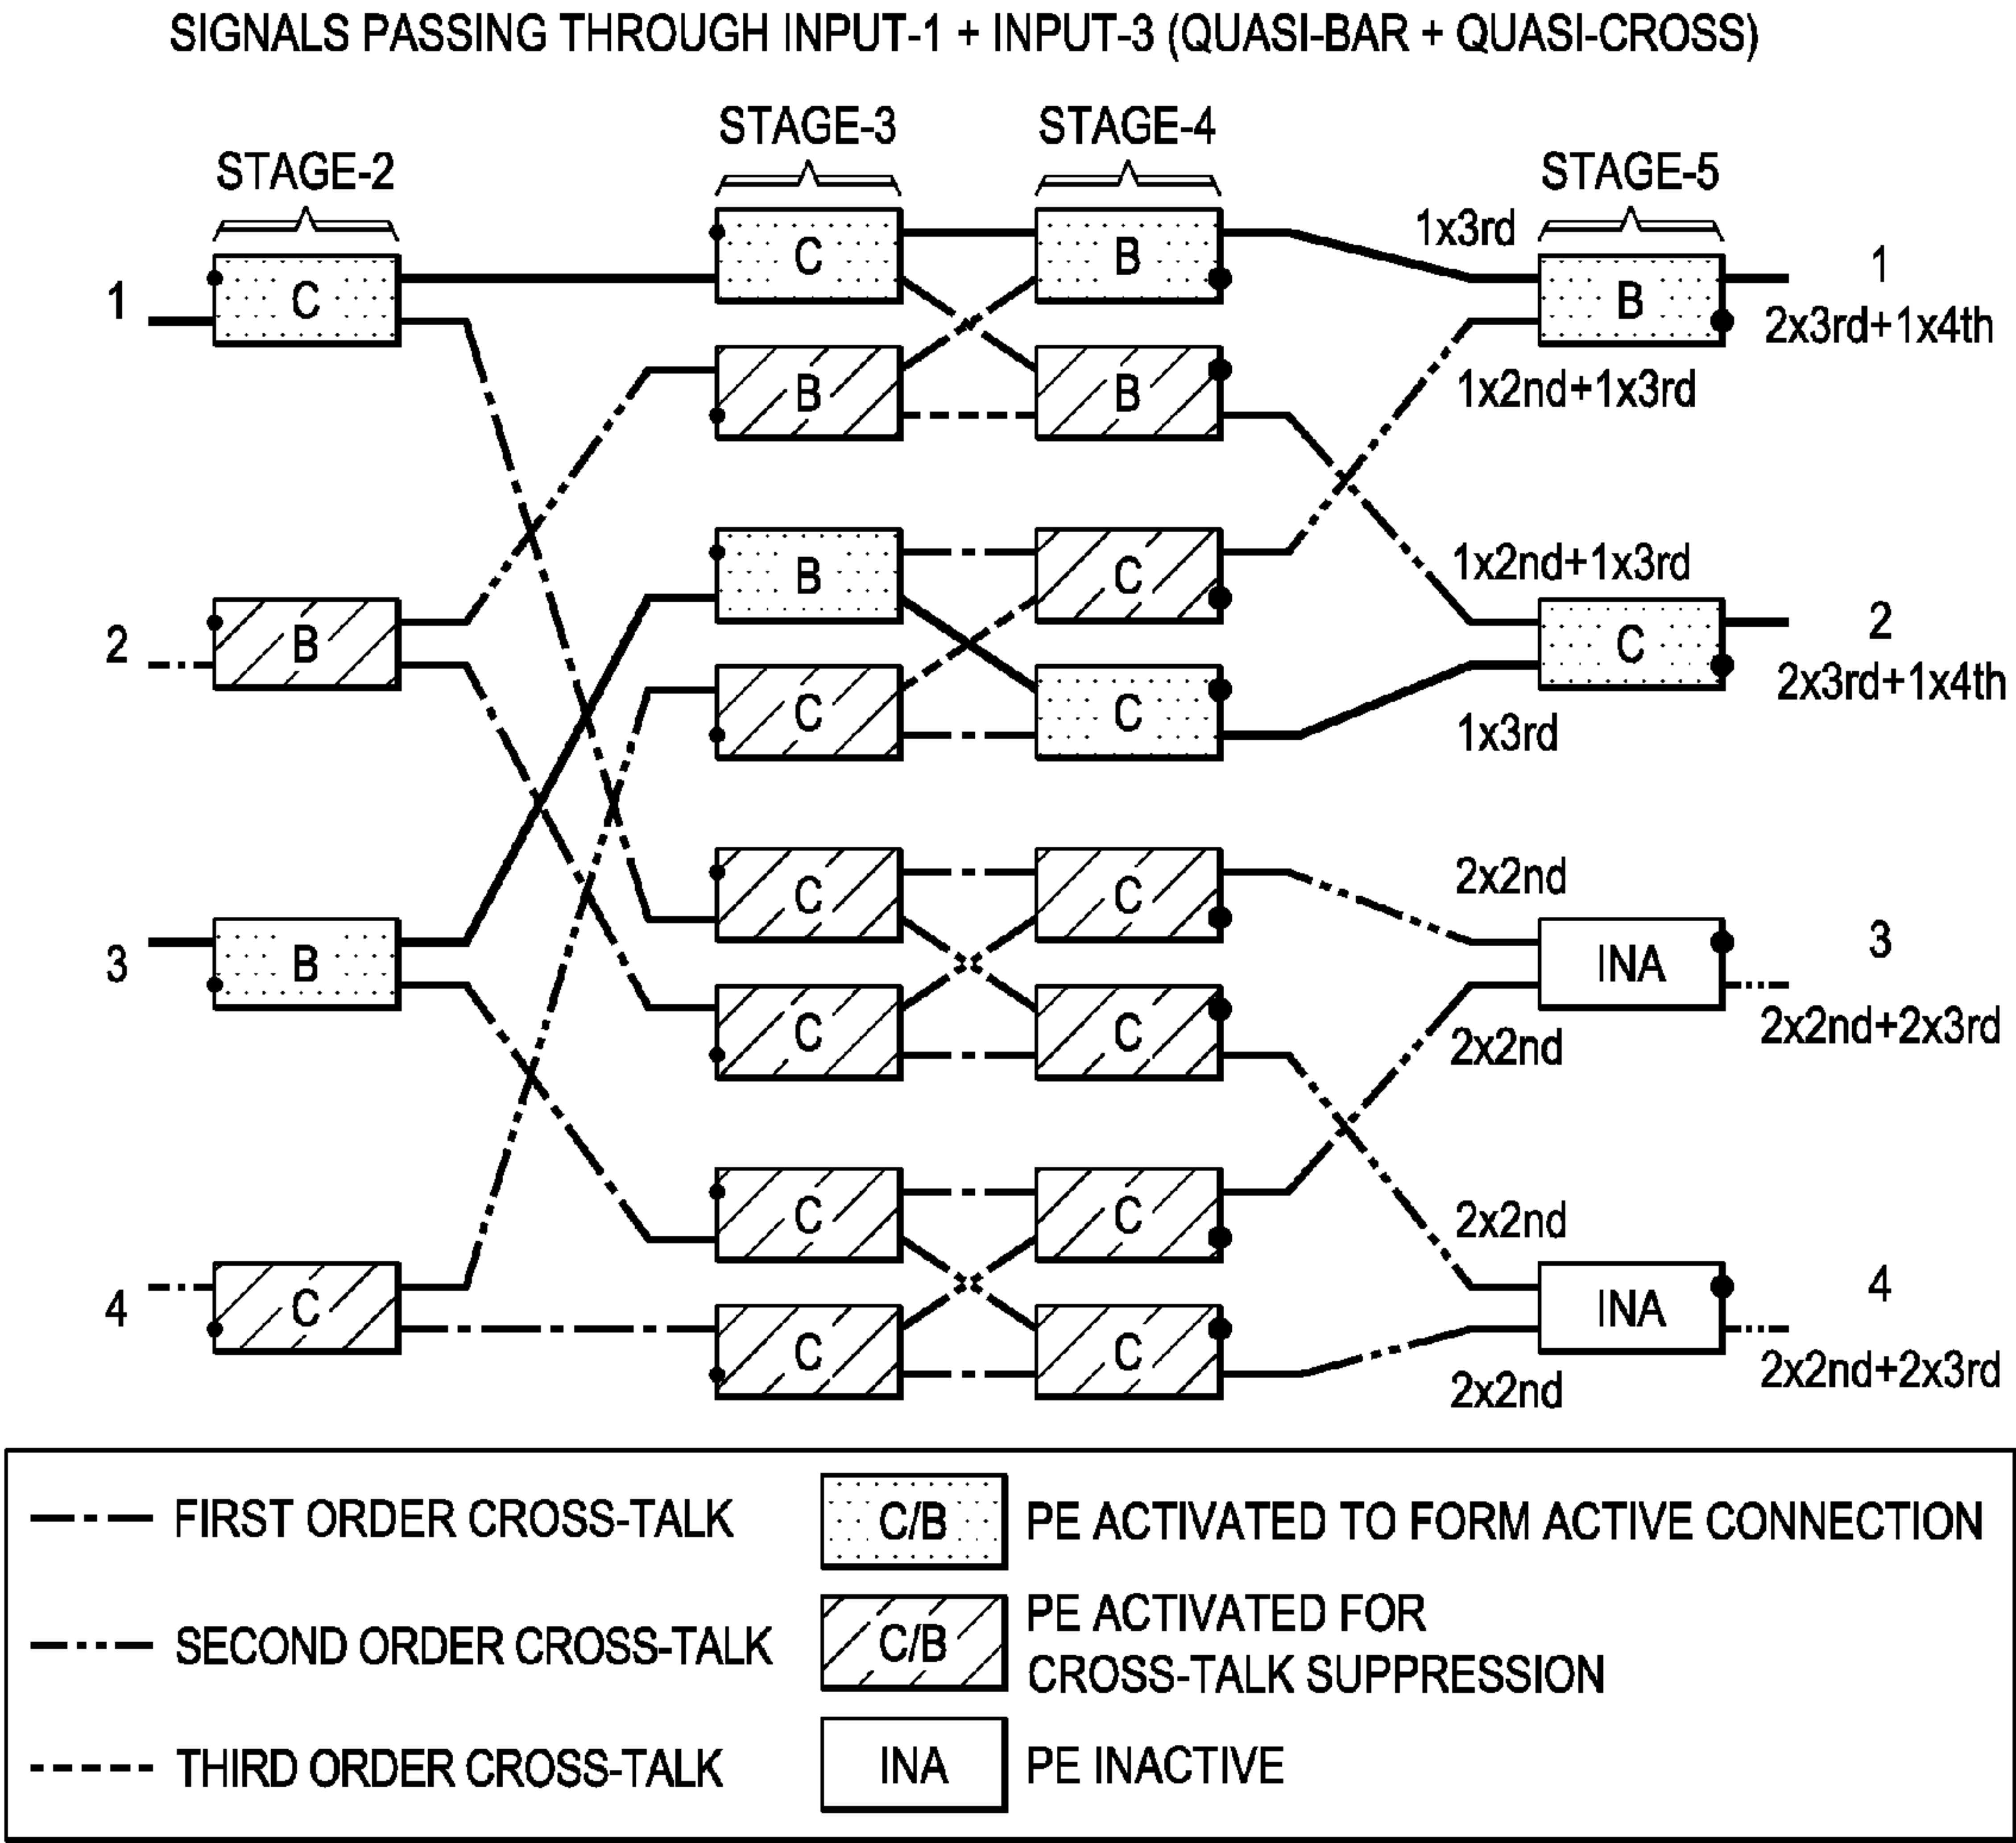 SIGNALS PASSING THROUGH INPUT-1 + INPUT-3 (QUASI-BAR + QUASI-CROSS)
STAGE-2
STAGE-3
STAGE-4
STAGE-5
1
C
C
B
1x3rd
B
1
2x3rd+1x4th
B
B
1x2nd+1x3rd
2
B
B
C
1x2nd+1x3rd
C
2
2x3rd+1x4th
C
C
1x3rd
3
B
C
C
2x2nd
INA
3
2x2nd+2x3rd
C
C
2x2nd
4
C
C
C
2x2nd
INA
4
2x2nd+2x3rd
C
C
2x2nd
FIRST ORDER CROSS-TALK
C/B
PE ACTIVATED TO FORM ACTIVE CONNECTION
SECOND ORDER CROSS-TALK
C/B
PE ACTIVATED FOR
CROSS-TALK SUPPRESSION
THIRD ORDER CROSS-TALK
INA
PE INACTIVE